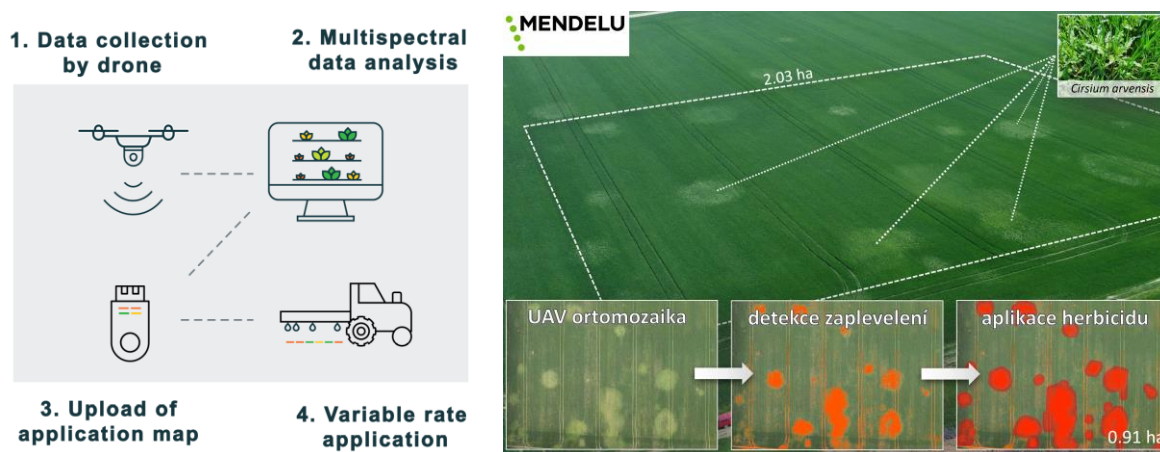 1. Data collection
by drone
2. Multispectral
data analysis
3. Upload of
application map
4. Variable rate
application
MENDELU
2.03 ha
Cirsium arvensis
UAV ortomozaika
detekce zaplevelení
aplikace herbicidu
0.91 ha